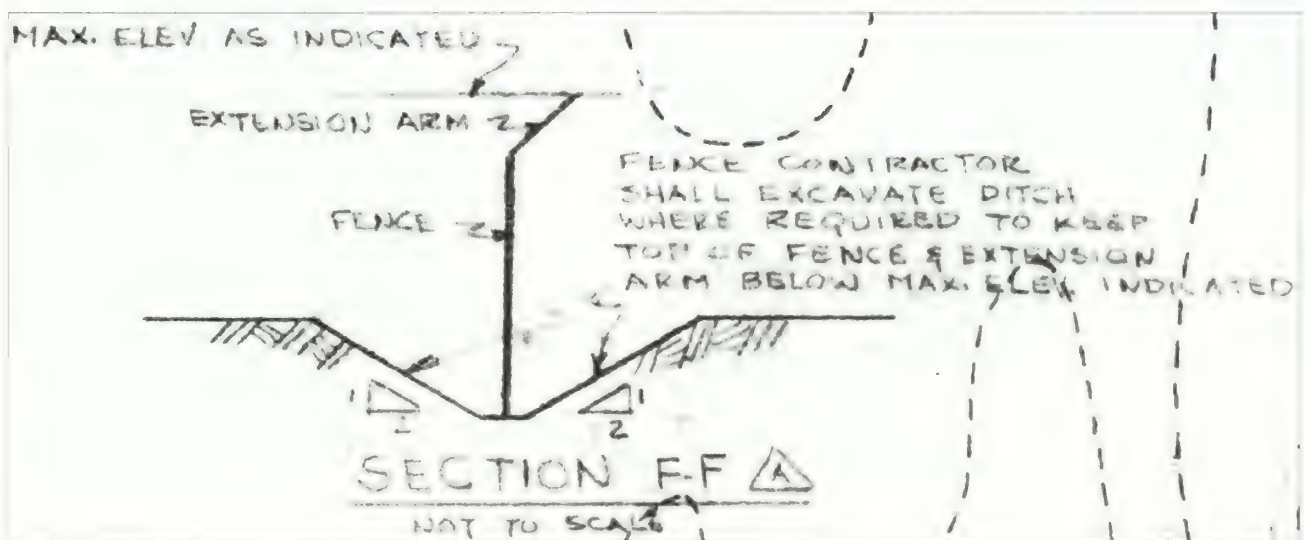 MAX. ELEV AS INDICATED
EXTENSION ARM
FENCE CONTRACTOR
SHALL EXCAVATE DITCH
WHERE REQUIRED TO KEEP
TOP OF FENCE & EXTENSION
ARM BELOW MAX. ELEV INDICATED
FENCE
1
2
1
2
SECTION F-F A
NOT TO SCALE